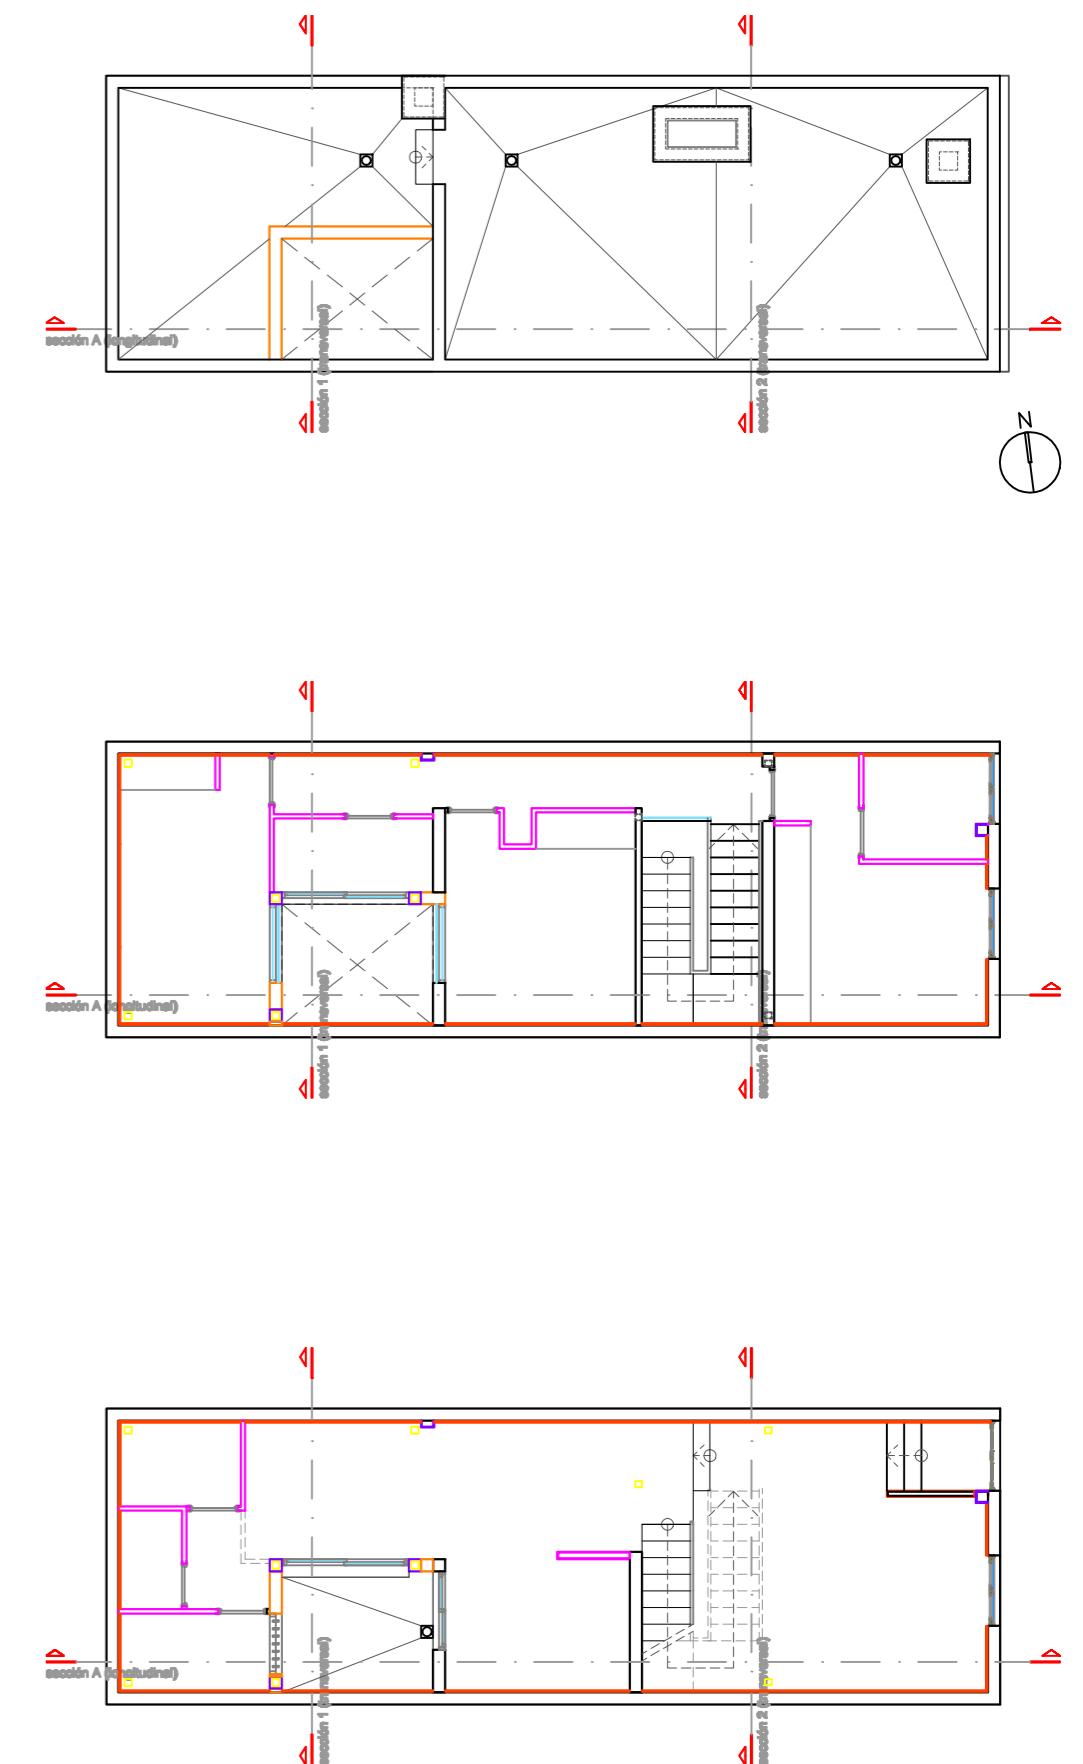 sección A (longitudinal)
sección 1 (transversal)
sección 2 (transversal)
N
sección A (longitudinal)
sección 1 (transversal)
sección 2 (transversal)
sección A (longitudinal)
sección 1 (transversal)
sección 2 (transversal)